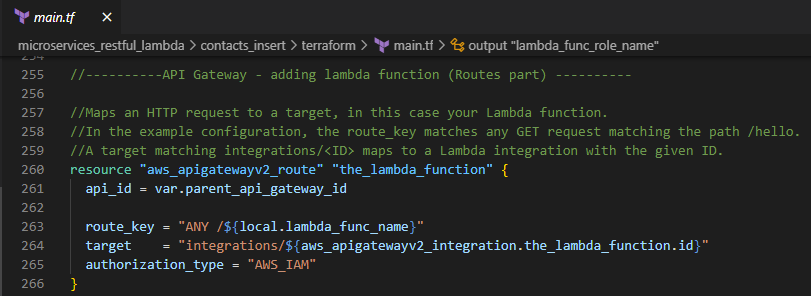 main.tf ×
microservices_restful_lambda > contacts_insert > terraform > main.tf > output "lambda_func_role_name"
254
255 //----------API Gateway - adding lambda function (Routes part) ----------
256
257 //Maps an HTTP request to a target, in this case your Lambda function.
258 //In the example configuration, the route_key matches any GET request matching the path /hello.
259 //A target matching integrations/<ID> maps to a Lambda integration with the given ID.
260 resource "aws_apigatewayv2_route" "the_lambda_function" {
261 api_id = var.parent_api_gateway_id
262
263 route_key = "ANY /${local.lambda_func_name}"
264 target    = "integrations/${aws_apigatewayv2_integration.the_lambda_function.id}"
265 authorization_type = "AWS_IAM"
266 }